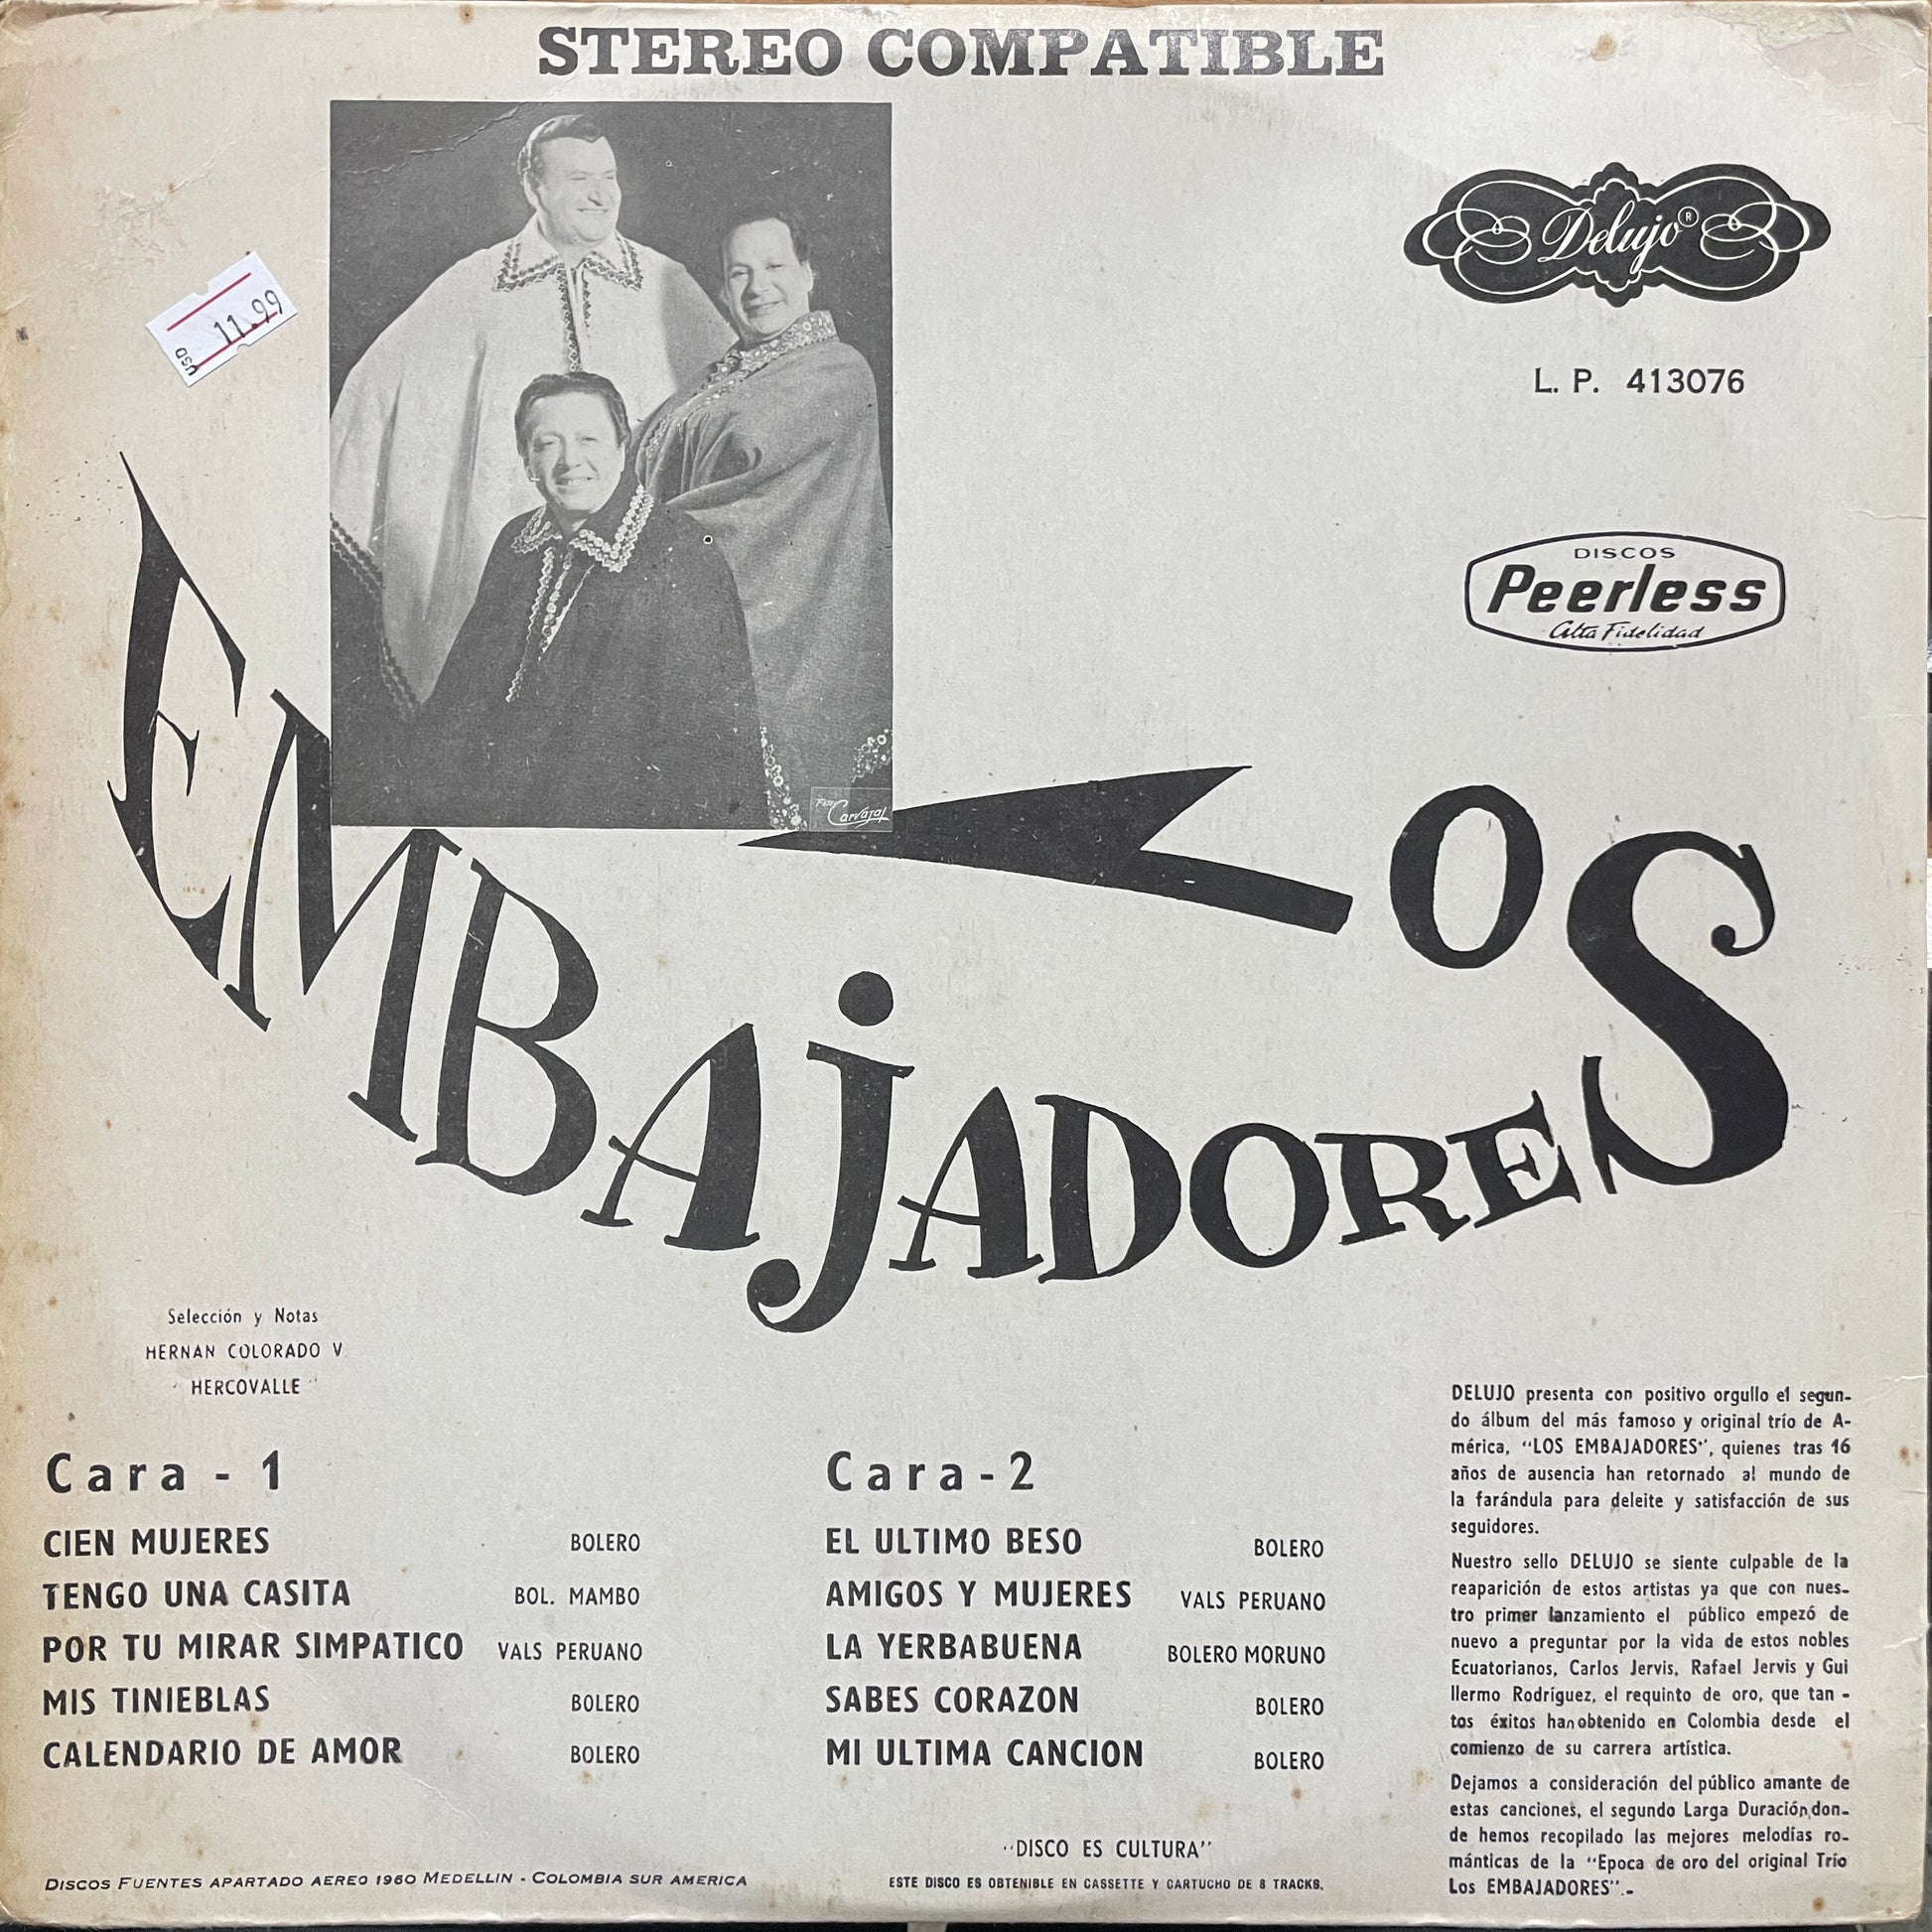 STEREO COMPATIBLE
Delujo ®
L. P. 413076
USD 11.99
DISCOS
Peerless
Alta Fidelidad
Foto Carvajal
LOS
EMBAJADORES
Selección y Notas
HERNAN COLORADO V
" HERCOVALLE "
Cara - 1
CIEN MUJERES BOLERO
TENGO UNA CASITA BOL. MAMBO
POR TU MIRAR SIMPATICO VALS PERUANO
MIS TINIEBLAS BOLERO
CALENDARIO DE AMOR BOLERO
Cara - 2
EL ULTIMO BESO BOLERO
AMIGOS Y MUJERES VALS PERUANO
LA YERBABUENA BOLERO MORUNO
SABES CORAZON BOLERO
MI ULTIMA CANCION BOLERO
DELUJO presenta con positivo orgullo el segun-
do álbum del más famoso y original trío de A-
mérica, "LOS EMBAJADORES", quienes tras 16
años de ausencia han retornado al mundo de
la farándula para deleite y satisfacción de sus
seguidores.
Nuestro sello DELUJO se siente culpable de la
reaparición de estos artistas ya que con nues-
tro primer lanzamiento el público empezó de
nuevo a preguntar por la vida de estos nobles
Ecuatorianos, Carlos Jervis, Rafael Jervis y Gui
llermo Rodríguez, el requinto de oro, que tan -
tos éxitos han obtenido en Colombia desde el
comienzo de su carrera artística.
Dejamos a consideración del público amante de
estas canciones, el segundo Larga Duración, don-
de hemos recopilado las mejores melodías ro-
mánticas de la "Epoca de oro del original Trío
Los EMBAJADORES".-
"DISCO ES CULTURA"
DISCOS FUENTES APARTADO AEREO 1960 MEDELLIN - COLOMBIA SUR AMERICA
ESTE DISCO ES OBTENIBLE EN CASSETTE Y CARTUCHO DE 8 TRACKS.